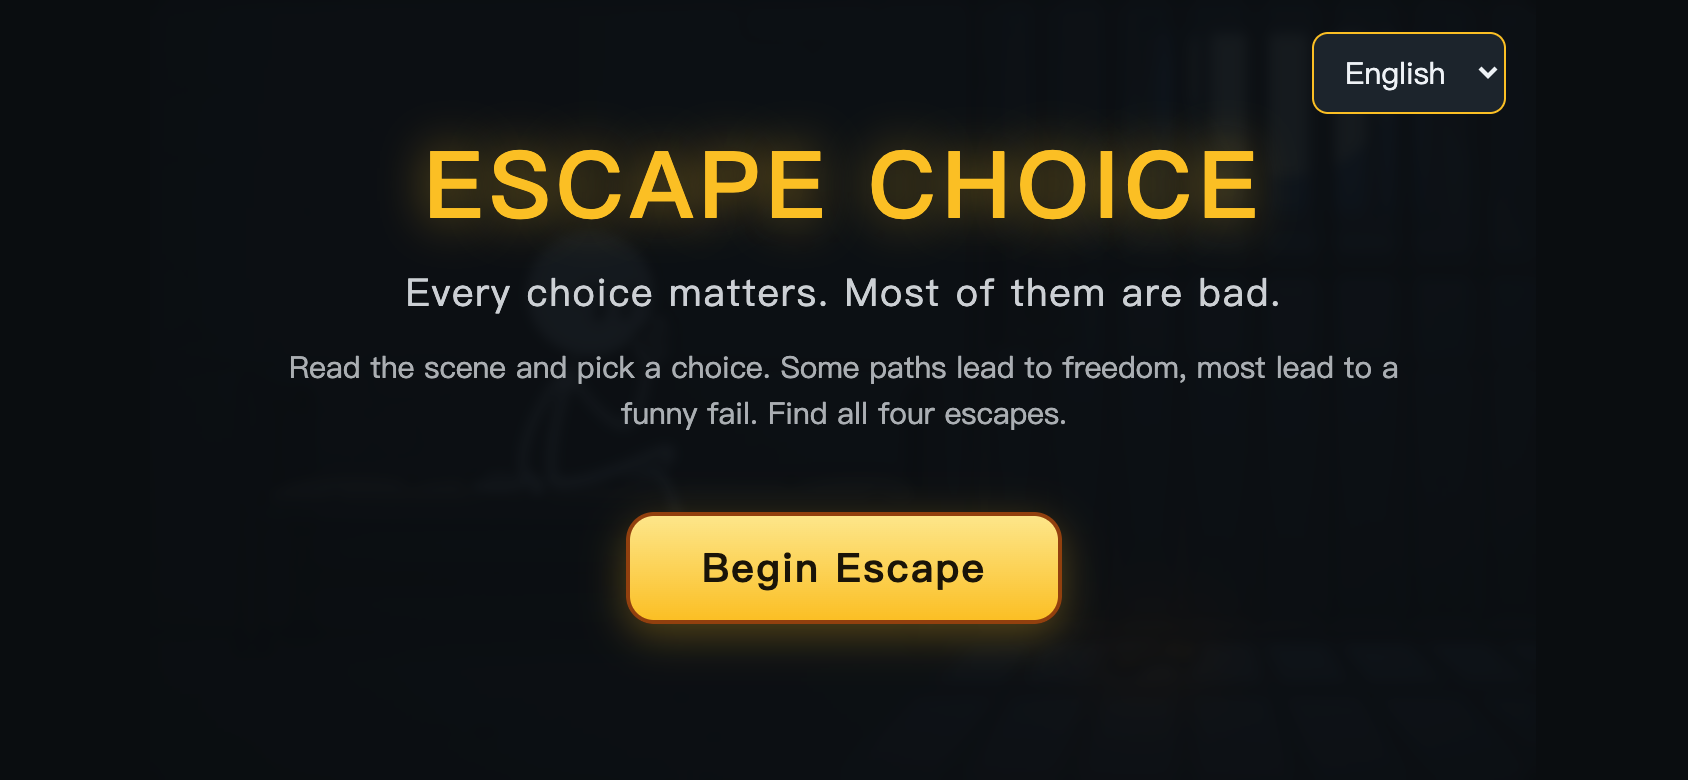 English
ESCAPE CHOICE
Every choice matters. Most of them are bad.
Read the scene and pick a choice. Some paths lead to freedom, most lead to a
funny fail. Find all four escapes.
Begin Escape